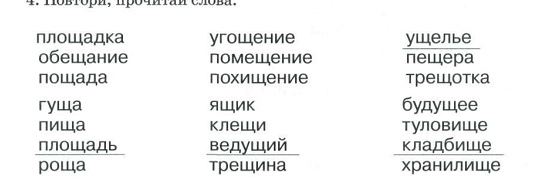 4. Повтори, прочитай слова.
площадка угощение ущелье
обещание помещение пещера
пощада похищение трещотка
гуща ящик будущее
пища клещи туловище
площадь ведущий кладбище
роща трещина хранилище